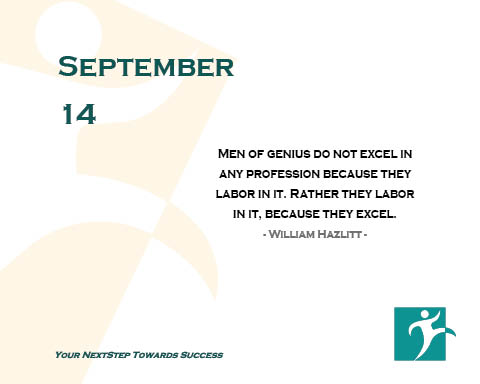 September
14
Men of genius do not excel in
any profession because they
labor in it. Rather they labor
in it, because they excel.
- William Hazlitt -
Your NextStep Towards Success